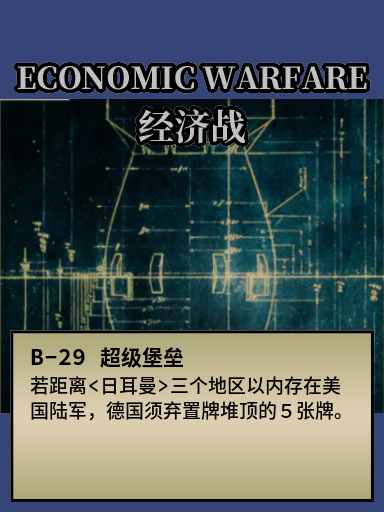 ECONOMIC WARFARE
经济战
B-29 超级堡垒
若距离<日耳曼>三个地区以内存在美
国陆军，德国须弃置牌堆顶的５张牌。